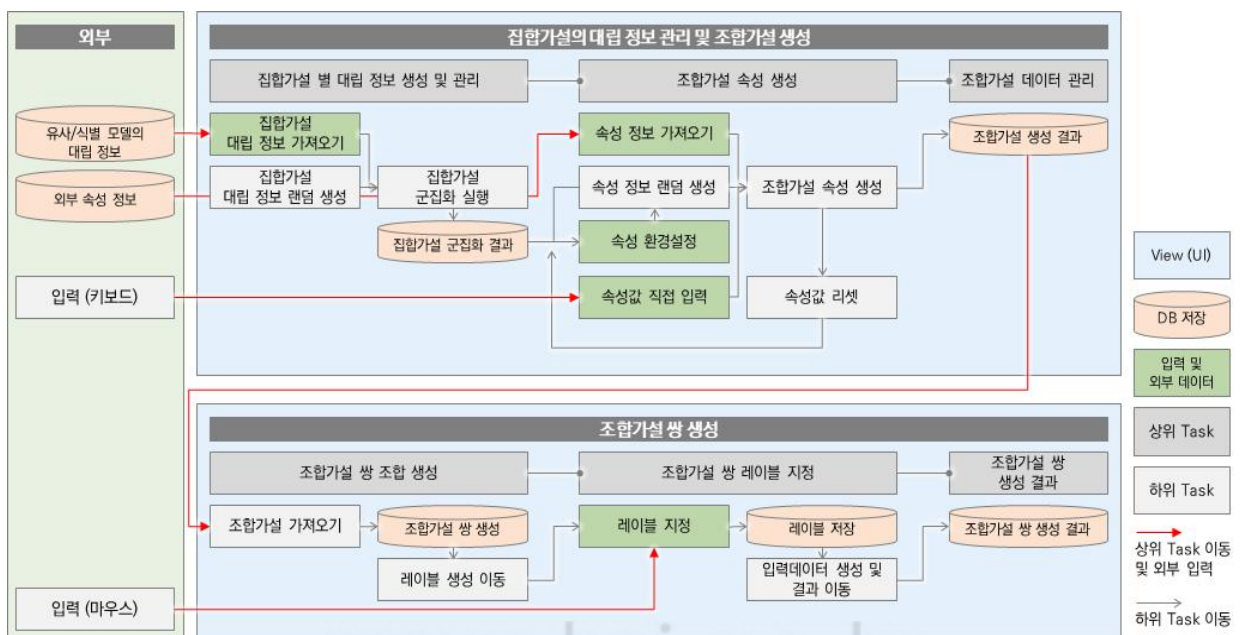 외부
유사/식별 모델의
대립 정보
외부 속성 정보
입력 (키보드)
입력 (마우스)
집합가설의 대립 정보 관리 및 조합가설 생성
집합가설 별 대립 정보 생성 및 관리
조합가설 속성 생성
조합가설 데이터 관리
집합가설
대립 정보 가져오기
속성 정보 가져오기
조합가설 생성 결과
집합가설
대립 정보 랜덤 생성
집합가설
군집화 실행
속성 정보 랜덤 생성
조합가설 속성 생성
집합가설 군집화 결과
속성 환경설정
속성값 직접 입력
속성값 리셋
조합가설 쌍 생성
조합가설 쌍 조합 생성
조합가설 쌍 레이블 지정
조합가설 쌍
생성 결과
조합가설 가져오기
조합가설 쌍 생성
레이블 지정
레이블 저장
조합가설 쌍 생성 결과
레이블 생성 이동
입력데이터 생성 및
결과 이동
View (UI)
DB 저장
입력 및
외부 데이터
상위 Task
하위 Task
상위 Task 이동
및 외부 입력
하위 Task 이동